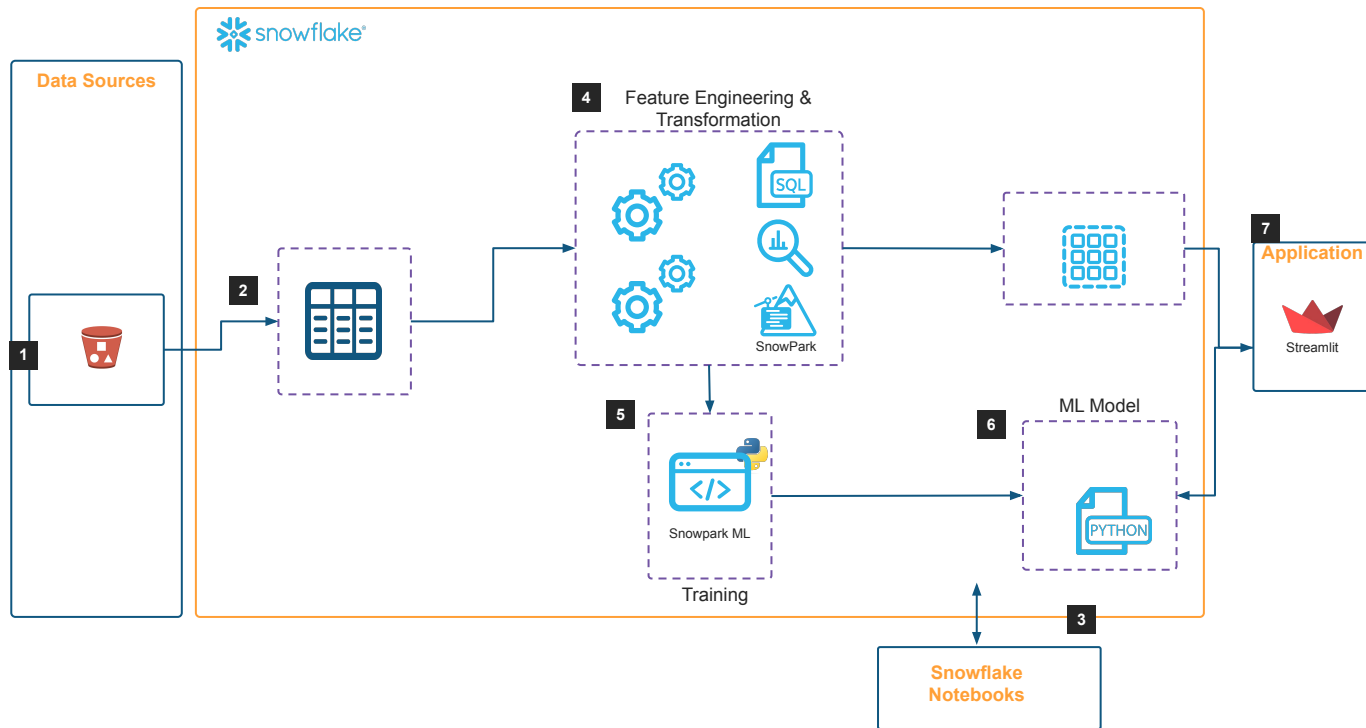 snowflake®
Data Sources
1
2
4
Feature Engineering &
Transformation
SQL
SnowPark
5
Snowpark ML
Training
6
ML Model
PYTHON
7
Application
Streamlit
3
Snowflake
Notebooks